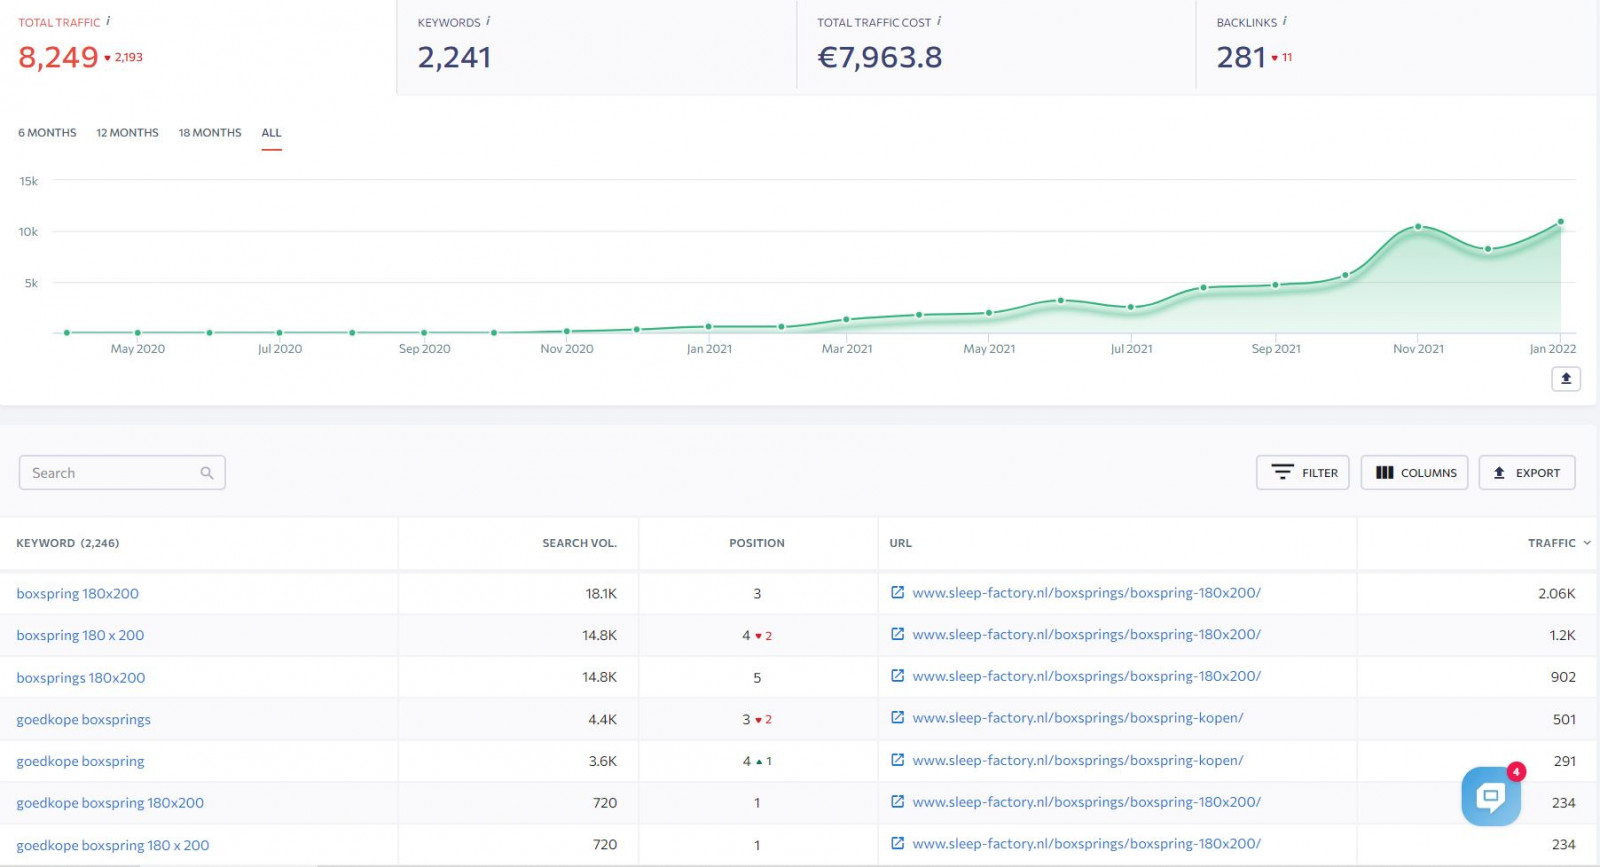 TOTAL TRAFFIC i
8,249 ▾ 2,193
KEYWORDS i
2,241
TOTAL TRAFFIC COST i
€7,963.8
BACKLINKS i
281 ▾ 11
6 MONTHS 12 MONTHS 18 MONTHS ALL
15k
10k
5k
May 2020 Jul 2020 Sep 2020 Nov 2020 Jan 2021 Mar 2021 May 2021 Jul 2021 Sep 2021 Nov 2021 Jan 2022
Search FILTER COLUMNS EXPORT
KEYWORD (2,246) SEARCH VOL. POSITION URL TRAFFIC
boxspring 180x200 18.1K 3 www.sleep-factory.nl/boxsprings/boxspring-180x200/ 2.06K
boxspring 180 x 200 14.8K 4 ▾ 2 www.sleep-factory.nl/boxsprings/boxspring-180x200/ 1.2K
boxsprings 180x200 14.8K 5 www.sleep-factory.nl/boxsprings/boxspring-180x200/ 902
goedkope boxsprings 4.4K 3 ▾ 2 www.sleep-factory.nl/boxsprings/boxspring-kopen/ 501
goedkope boxspring 3.6K 4 ▴ 1 www.sleep-factory.nl/boxsprings/boxspring-kopen/ 291
4
goedkope boxspring 180x200 720 1 www.sleep-factory.nl/boxsprings/boxspring-180x200/ 234
goedkope boxspring 180 x 200 720 1 www.sleep-factory.nl/boxsprings/boxspring-180x200/ 234